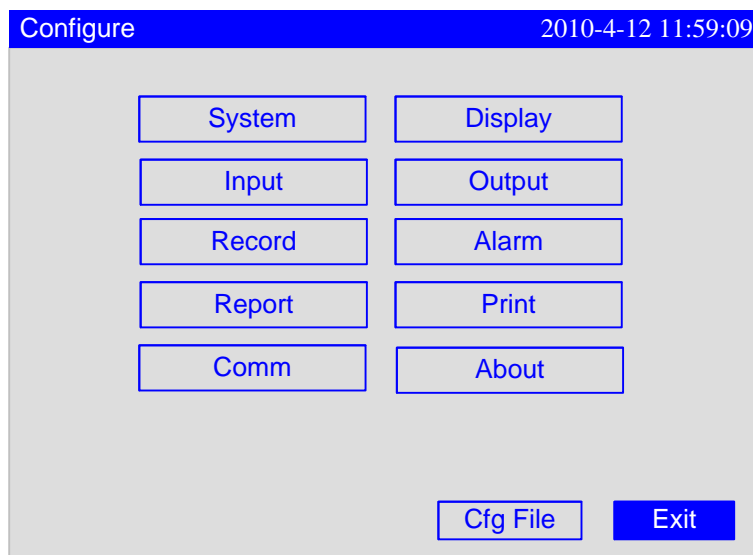 Configure 2010-4-12 11:59:09
System Display
Input Output
Record Alarm
Report Print
Comm About
Cfg File Exit